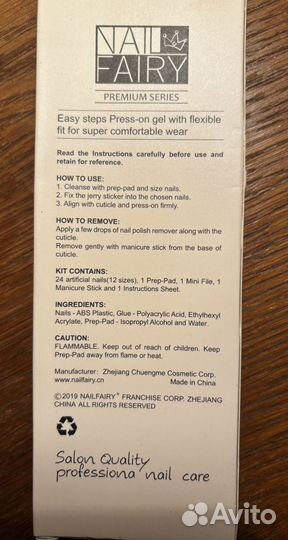 NAIL
FAIRY
PREMIUM SERIES
Easy steps Press-on gel with flexible
fit for super comfortable wear
Read the Instructions carefully before use and
retain for reference.
HOW TO USE:
1. Cleanse with prep-pad and size nails.
2. Fix the jerry sticker into the chosen nails.
3. Align with cuticle and press-on firmly.
HOW TO REMOVE:
Apply a few drops of nail polish remover along with the
cuticle.
Remove gently with manicure stick from the base of
cuticle.
KIT CONTAINS:
24 artificial nails(12 sizes), 1 Prep-Pad, 1 Mini File, 1
Manicure Stick and 1 Instructions Sheet.
INGREDIENTS:
Nails - ABS Plastic, Glue - Polyacrylic Acid, Ethylhexyl
Acrylate, Prep-Pad - Isopropyl Alcohol and Water.
CAUTION:
FLAMMABLE. Keep out of reach of children. Keep
Prep-Pad away from flame or heat.
Manufacturer: Zhejiang Chuengme Cosmetic Corp.
www.nailfairy.cn Made in China
©2019 NAILFAIRY® FRANCHISE CORP. ZHEJIANG
CHINA ALL RIGHTS RESERVED
Salon Quality
professiona nail care
Avito